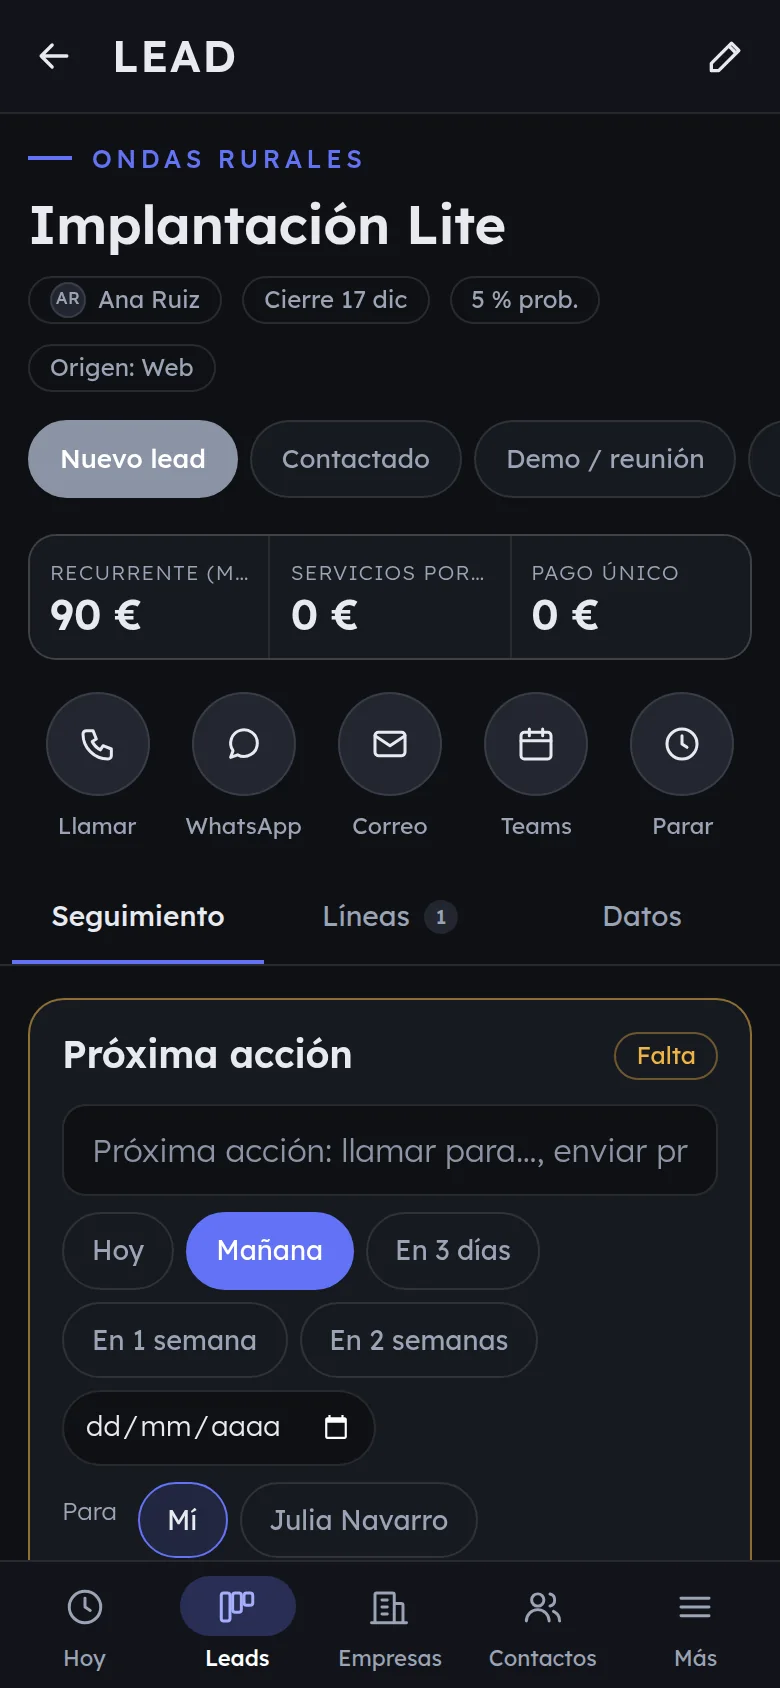 LEAD
ONDAS RURALES
Implantación Lite
AR Ana Ruiz Cierre 17 dic 5 % prob.
Origen: Web
Nuevo lead Contactado Demo / reunión
RECURRENTE (M... SERVICIOS POR... PAGO ÚNICO
90 € 0 € 0 €
Llamar WhatsApp Correo Teams Parar
Seguimiento Líneas 1 Datos
Próxima acción Falta
Próxima acción: llamar para..., enviar pr
Hoy Mañana En 3 días
En 1 semana En 2 semanas
dd/mm/aaaa
Para Mí Julia Navarro
Hoy Leads Empresas Contactos Más